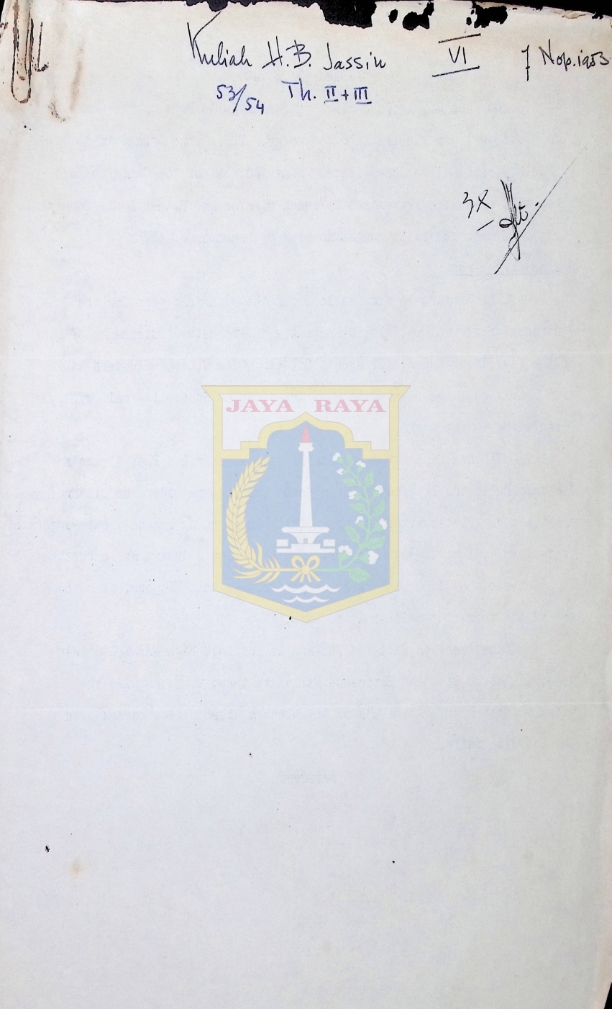 Kuliah H.B. Jassin VI 7 Nop. 1953
53/54 Th. II + III
3X
JAYA RAYA